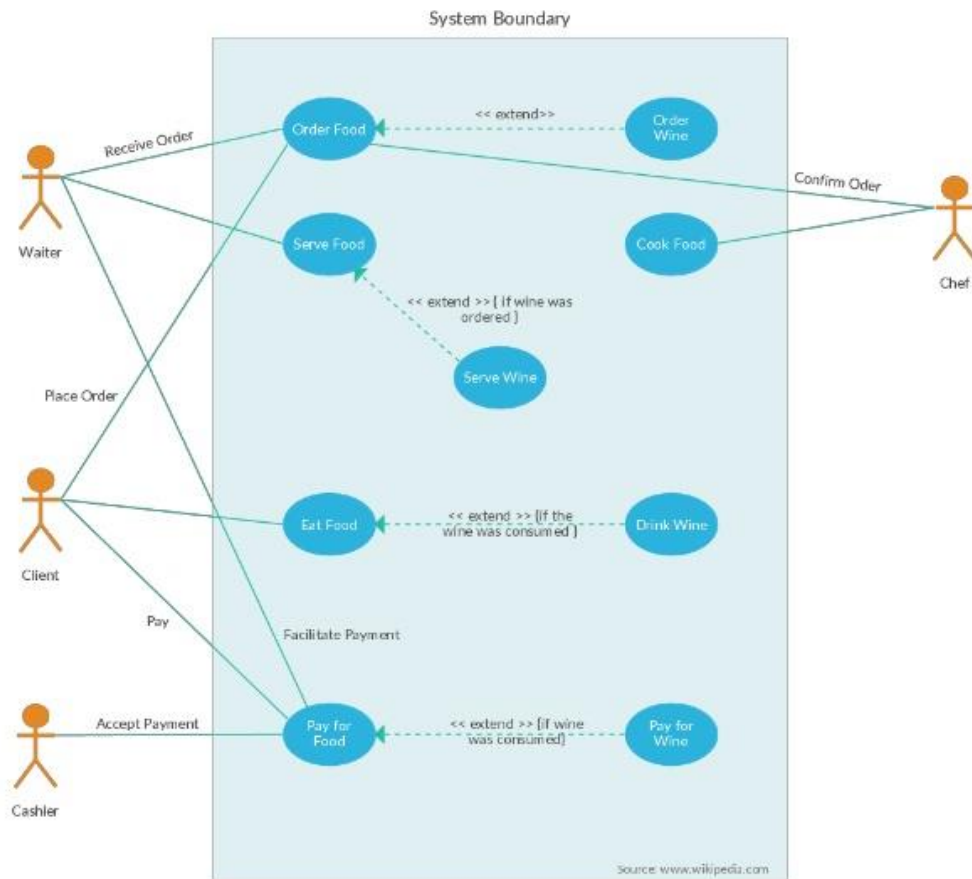 System Boundary
Order Food
<< extend>>
Order
Wine
Receive Order
Confirm Oder
Waiter
Serve Food
Cook Food
Chef
<< extend >> { if wine was
ordered }
Serve Wine
Place Order
Client
Eat Food
<< extend >> {if the
wine was consumed }
Drink Wine
Pay
Facilitate Payment
Accept Payment
Pay for
Food
<< extend >> {if wine
was consumed}
Pay for
Wine
Cashier
Source: www.wikipedia.com